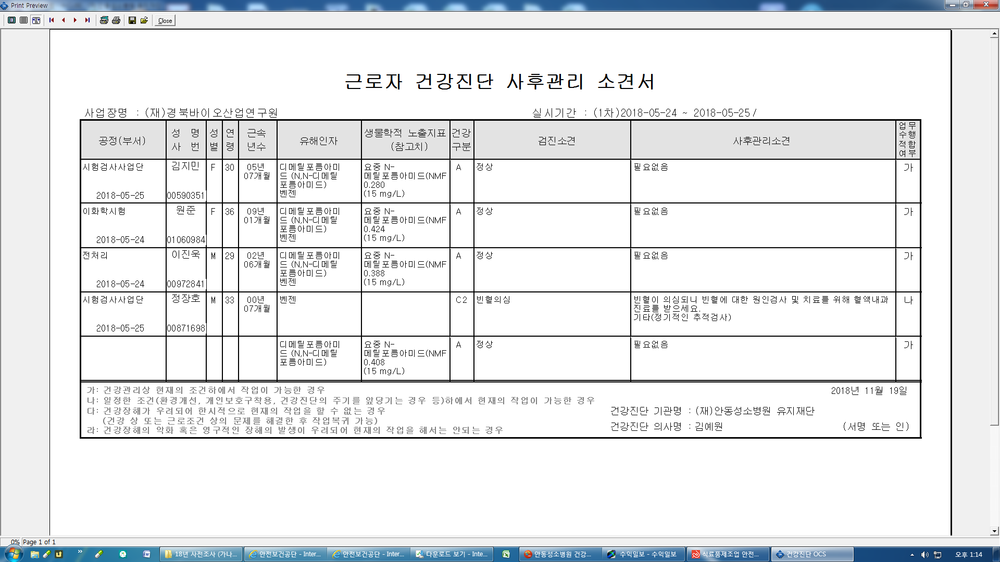 Print Preview
Close
근로자 건강진단 사후관리 소견서
사업장명 : (재)경북바이오산업연구원
실시기간 : (1차)2018-05-24 ~ 2018-05-25 /
공정(부서)
성 명
사 번
성
별
연
령
근속
년수
유해인자
생물학적 노출지표
(참고치)
건강
구분
검진소견
사후관리소견
업무
수행
적합
여부
시험검사사업단
2018-05-25
김지민
00590351
F
30
05년
07개월
디메틸포름아미
드 (N,N-디메틸
포름아미드)
벤젠
요중 N-
메틸포름아미드(NMF
0.280
(15 mg/L)
A
정상
필요없음
가
이화학시험
2018-05-24
원준
01060984
F
36
09년
01개월
디메틸포름아미
드 (N,N-디메틸
포름아미드)
벤젠
요중 N-
메틸포름아미드(NMF
0.424
(15 mg/L)
A
정상
필요없음
가
전처리
2018-05-24
이진욱
00972841
M
29
02년
06개월
디메틸포름아미
드 (N,N-디메틸
포름아미드)
벤젠
요중 N-
메틸포름아미드(NMF
0.388
(15 mg/L)
A
정상
필요없음
가
시험검사사업단
2018-05-25
정장호
00871698
M
33
00년
07개월
벤젠
C2
빈혈의심
빈혈이 의심되니 빈혈에 대한 원인검사 및 치료를 위해 혈액내과
진료를 받으세요.
기타(정기적인 추적검사)
나
디메틸포름아미
드 (N,N-디메틸
포름아미드)
요중 N-
메틸포름아미드(NMF
0.408
(15 mg/L)
A
정상
필요없음
가
가: 건강관리상 현재의 조건하에서 작업이 가능한 경우
나: 일정한 조건(환경개선, 개인보호구착용, 건강진단의 주기를 앞당기는 경우 등)하에서 현재의 작업이 가능한 경우
다: 건강장해가 우려되어 한시적으로 현재의 작업을 할 수 없는 경우
(건강 상 또는 근로조건 상의 문제를 해결한 후 작업복귀 가능)
라: 건강장해의 악화 혹은 영구적인 장해의 발생이 우려되어 현재의 작업을 해서는 안되는 경우
2018년 11월 19일
건강진단 기관명 : (재)안동성소병원 유지재단
건강진단 의사명 : 김예원 (서명 또는 인)
0% Page 1 of 1
18년 사전조사 (가나...
안전보건공단 - Inter...
안전보건공단 - Inter...
다운로드 보기 - Inte...
안동성소병원 건강...
수익일보 - 수익일보
식료품제조업 안전...
건강진단 OCS
오후 1:14